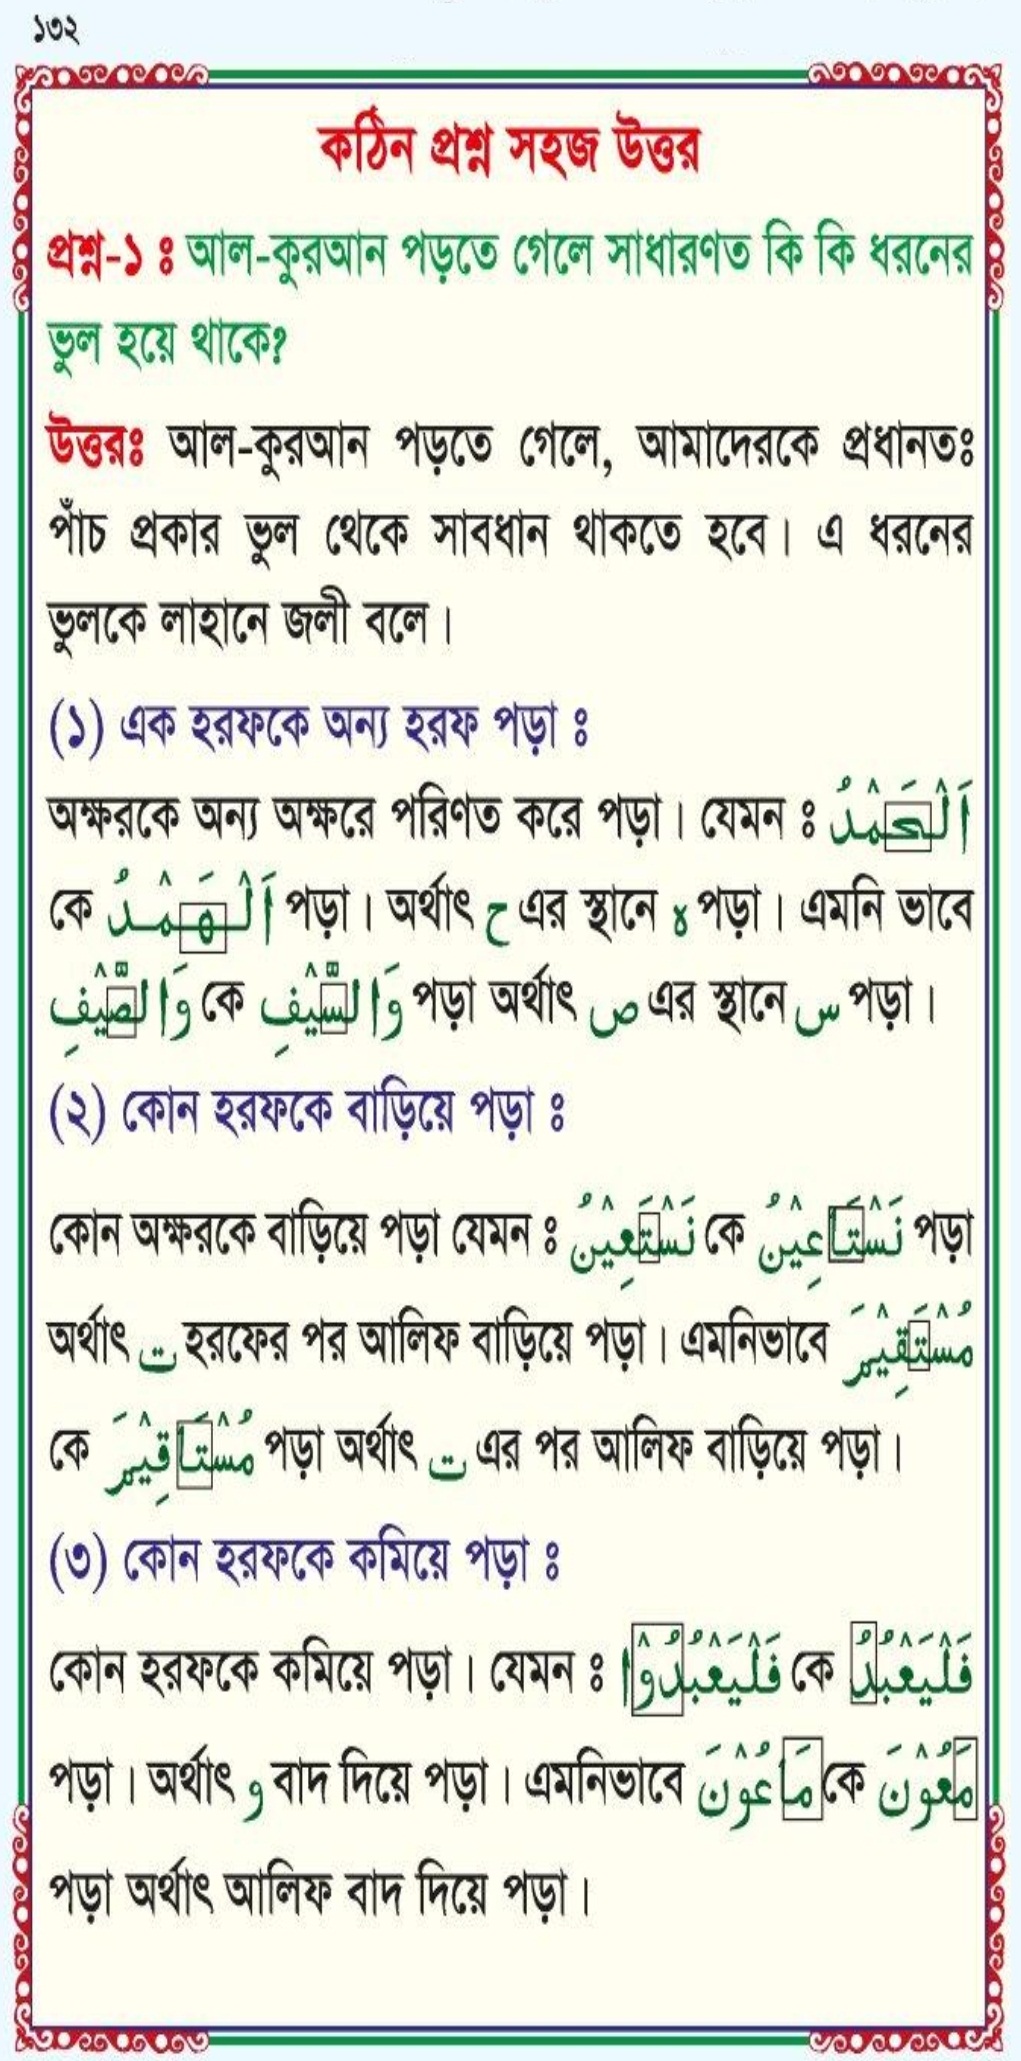 ১৩২
কঠিন প্রশ্ন সহজ উত্তর
প্রশ্ন-১ ঃ আল-কুরআন পড়তে গেলে সাধারণত কি কি ধরনের
ভুল হয়ে থাকে?
উত্তরঃ আল-কুরআন পড়তে গেলে, আমাদেরকে প্রধানতঃ
পাঁচ প্রকার ভুল থেকে সাবধান থাকতে হবে। এ ধরনের
ভুলকে লাহানে জলী বলে।
(১) এক হরফকে অন্য হরফ পড়া ঃ
অক্ষরকে অন্য অক্ষরে পরিণত করে পড়া। যেমন ঃ اَلْحَمْدُ
কে اَلْهَمْدُ পড়া। অর্থাৎ ح এর স্থানে ه পড়া। এমনি ভাবে
وَالصَّيْفِ কে وَالسَّيْفِ পড়া অর্থাৎ ص এর স্থানে س পড়া।
(২) কোন হরফকে বাড়িয়ে পড়া ঃ
কোন অক্ষরকে বাড়িয়ে পড়া যেমন ঃ نَسْتَعِيْنُ কে نَسْتَاعِيْنُ পড়া
অর্থাৎ ت হরফের পর আলিফ বাড়িয়ে পড়া। এমনিভাবে مُسْتَقِيْمَ
কে مُسْتَاقِيْمَ পড়া অর্থাৎ ت এর পর আলিফ বাড়িয়ে পড়া।
(৩) কোন হরফকে কমিয়ে পড়া ঃ
কোন হরফকে কমিয়ে পড়া। যেমন ঃ فَلْيَعْبُدُوْا কে فَلْيَعْبُدُ
পড়া। অর্থাৎ و বাদ দিয়ে পড়া। এমনিভাবে مَاعُوْنَ কে مَعُوْنَ
পড়া অর্থাৎ আলিফ বাদ দিয়ে পড়া।